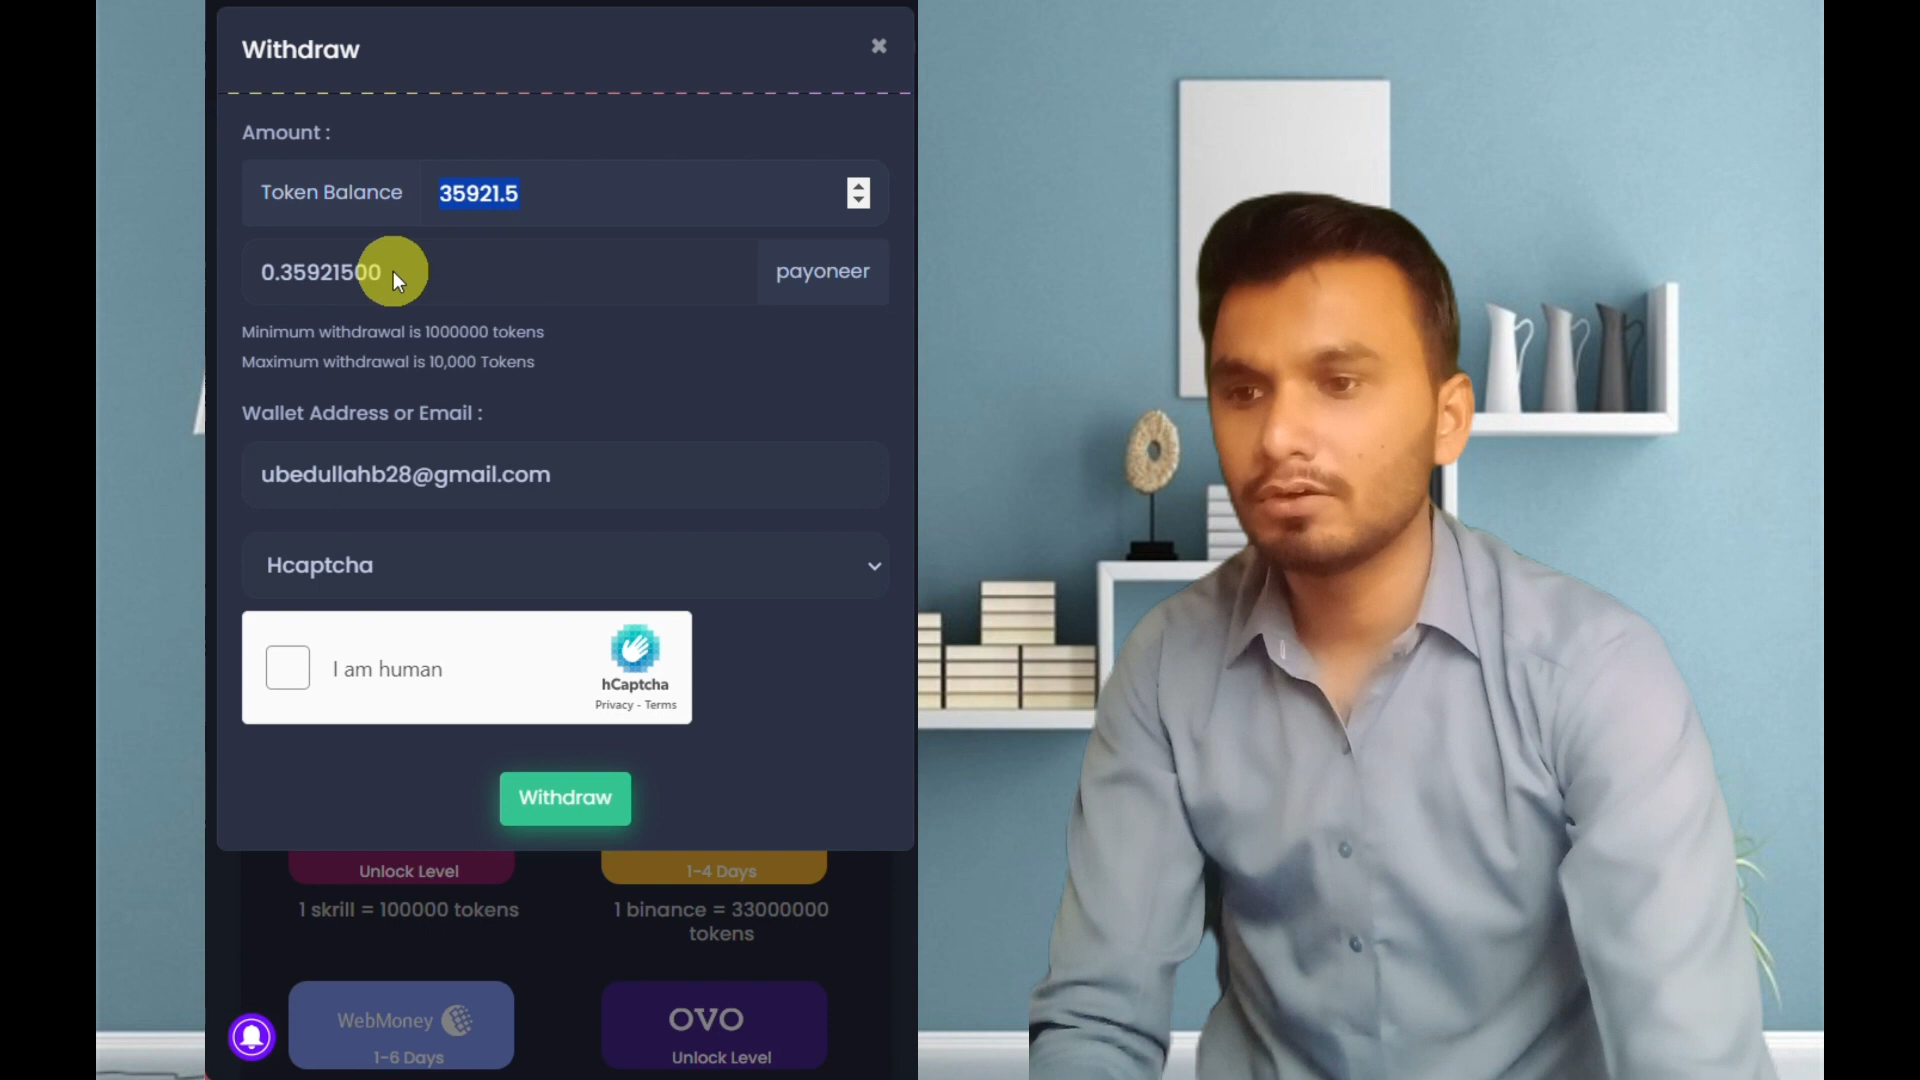 Withdraw
Amount :
Token Balance 35921.5
0.35921500 payoneer
Minimum withdrawal is 1000000 tokens
Maximum withdrawal is 10,000 Tokens
Wallet Address or Email :
ubedullahb28@gmail.com
Hcaptcha
I am human
hCaptcha
Privacy - Terms
Withdraw
Unlock Level
1 skrill = 100000 tokens
1-4 Days
1 binance = 33000000
tokens
WebMoney
1-6 Days
OVO
Unlock Level